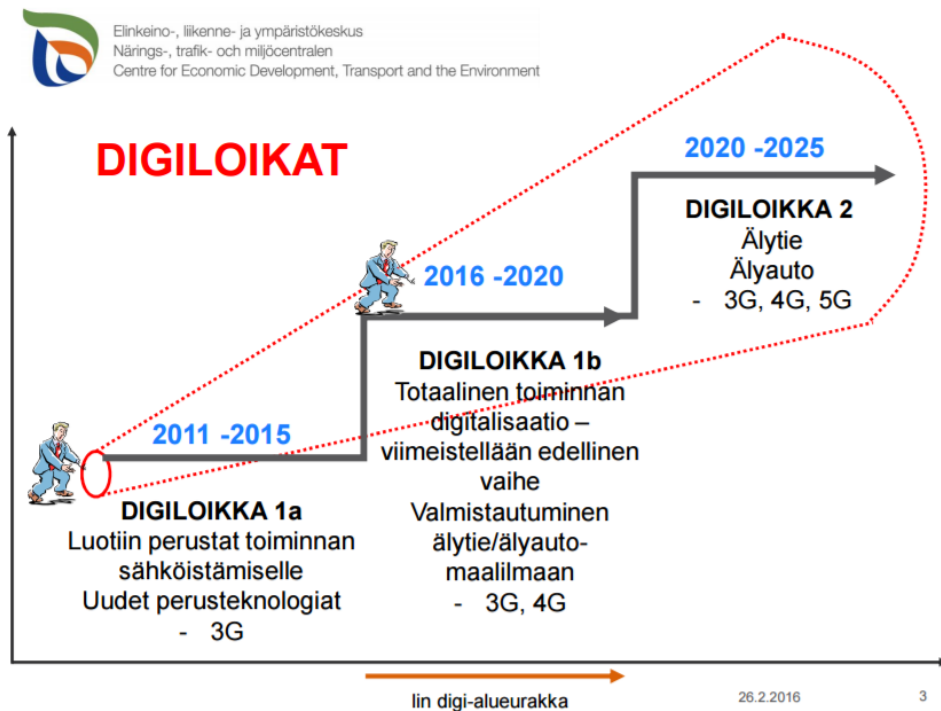 Elinkeino-, liikenne- ja ympäristökeskus
Närings-, trafik- och miljöcentralen
Centre for Economic Development, Transport and the Environment
DIGILOIKAT
2011 -2015
DIGILOIKKA 1a
Luotiin perustat toiminnan
sähköistämiselle
Uudet perusteknologiat
- 3G
2016 -2020
DIGILOIKKA 1b
Totaalinen toiminnan
digitalisaatio –
viimeistellään edellinen
vaihe
Valmistautuminen
älytie/älyauto-
maalilmaan
- 3G, 4G
2020 -2025
DIGILOIKKA 2
Älytie
Älyauto
- 3G, 4G, 5G
Iin digi-alueurakka
26.2.2016
3